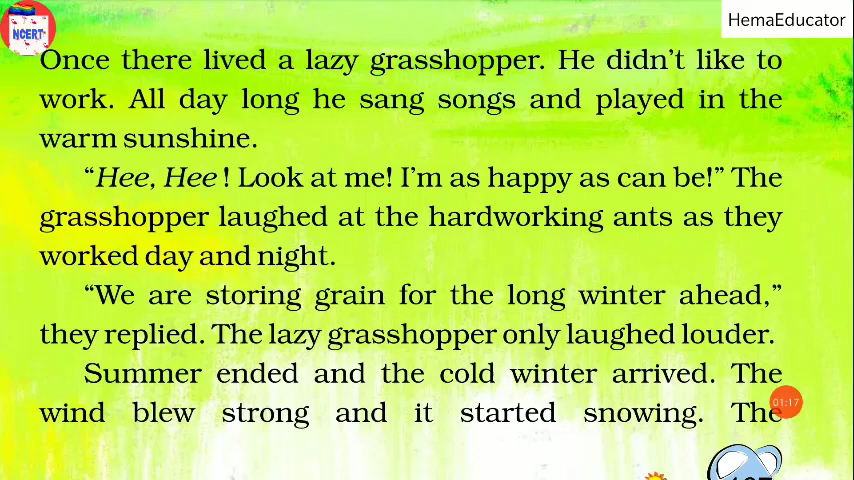 NCERT
HemaEducator
Once there lived a lazy grasshopper. He didn't like to
work. All day long he sang songs and played in the
warm sunshine.
“Hee, Hee ! Look at me! I'm as happy as can be!” The
grasshopper laughed at the hardworking ants as they
worked day and night.
“We are storing grain for the long winter ahead,”
they replied. The lazy grasshopper only laughed louder.
Summer ended and the cold winter arrived. The
wind blew strong and it started snowing. The
01:17